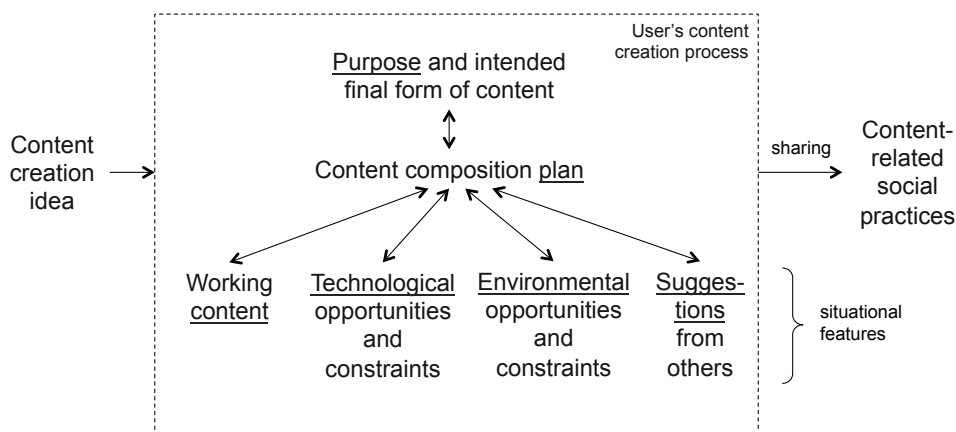 User's content
creation process
Purpose and intended
final form of content
Content
creation
idea
Content composition plan
sharing
Content-
related
social
practices
Working
content
Technological
opportunities
and
constraints
Environmental
opportunities
and
constraints
Sugges-
tions
from
others
situational
features